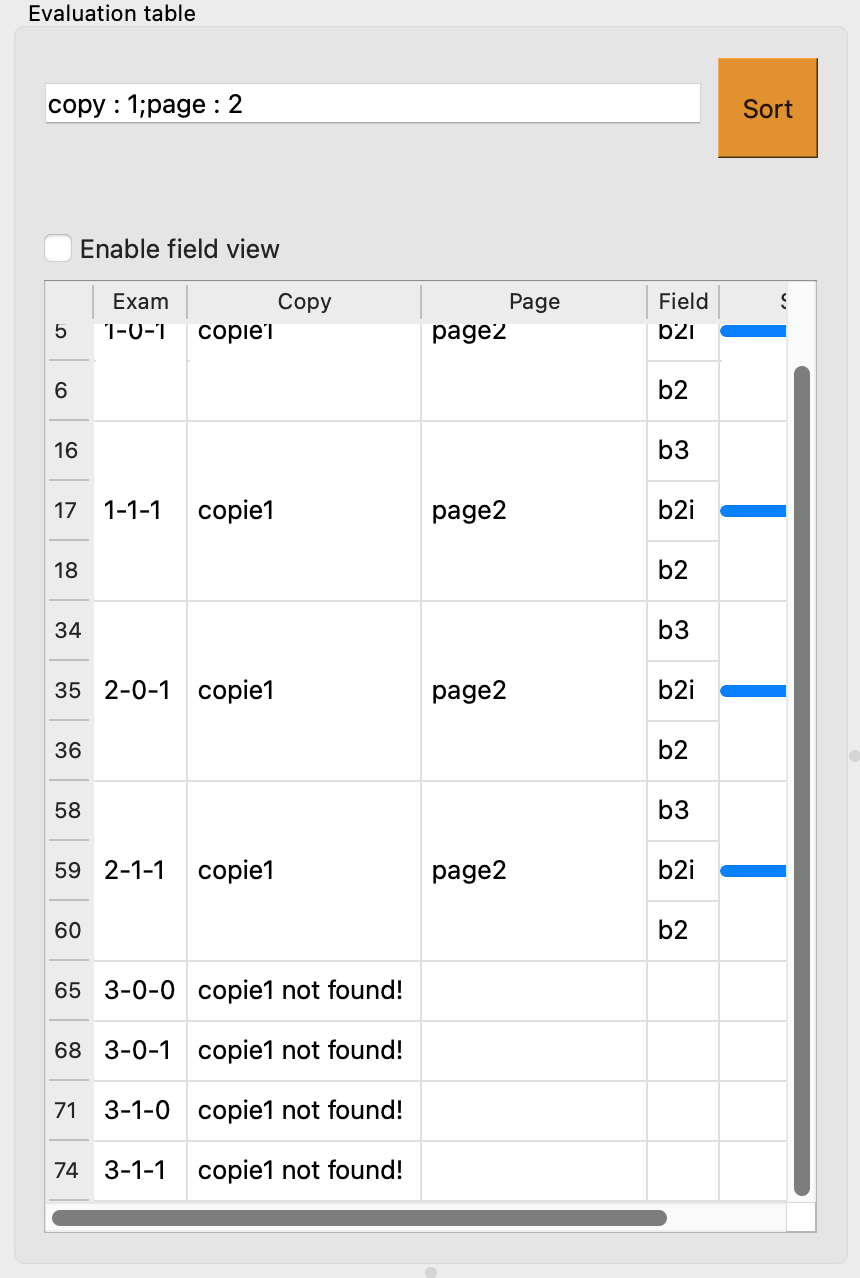 Evaluation table
copy : 1;page : 2
Sort
Enable field view
Exam Copy Page Field
5 1-0-1 copie1 page2 b2i
6 b2
16 b3
17 1-1-1 copie1 page2 b2i
18 b2
34 b3
35 2-0-1 copie1 page2 b2i
36 b2
58 b3
59 2-1-1 copie1 page2 b2i
60 b2
65 3-0-0 copie1 not found!
68 3-0-1 copie1 not found!
71 3-1-0 copie1 not found!
74 3-1-1 copie1 not found!